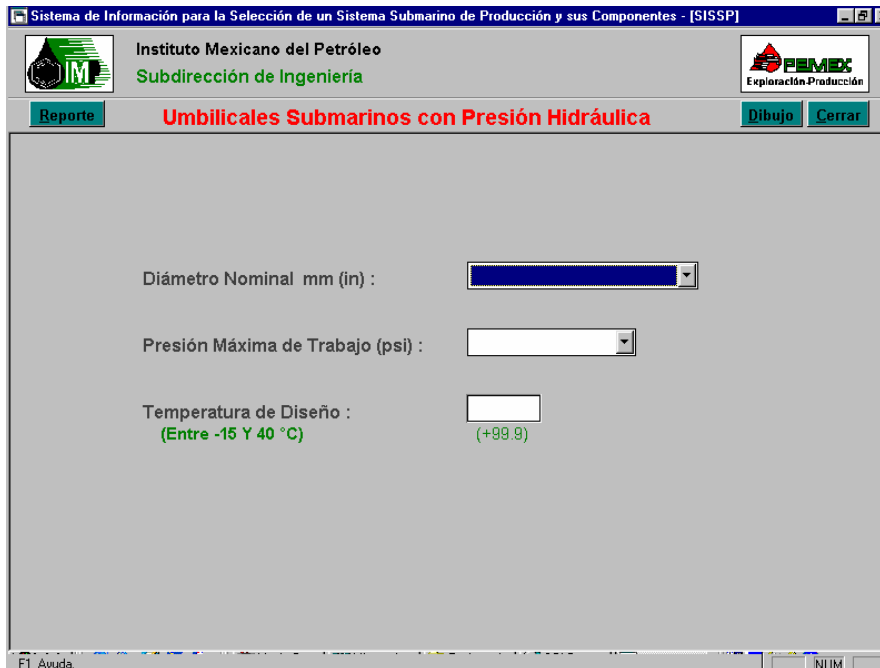 Sistema de Información para la Selección de un Sistema Submarino de Producción y sus Componentes - [SISSP]
IMP
Instituto Mexicano del Petróleo
Subdirección de Ingeniería
PEMEX
Exploración-Producción
Reporte
Umbilicales Submarinos con Presión Hidráulica
Dibujo
Cerrar
Diámetro Nominal mm (in) :
Presión Máxima de Trabajo (psi) :
Temperatura de Diseño :
(Entre -15 Y 40 °C)
(+99.9)
F1 Ayuda.
NUM